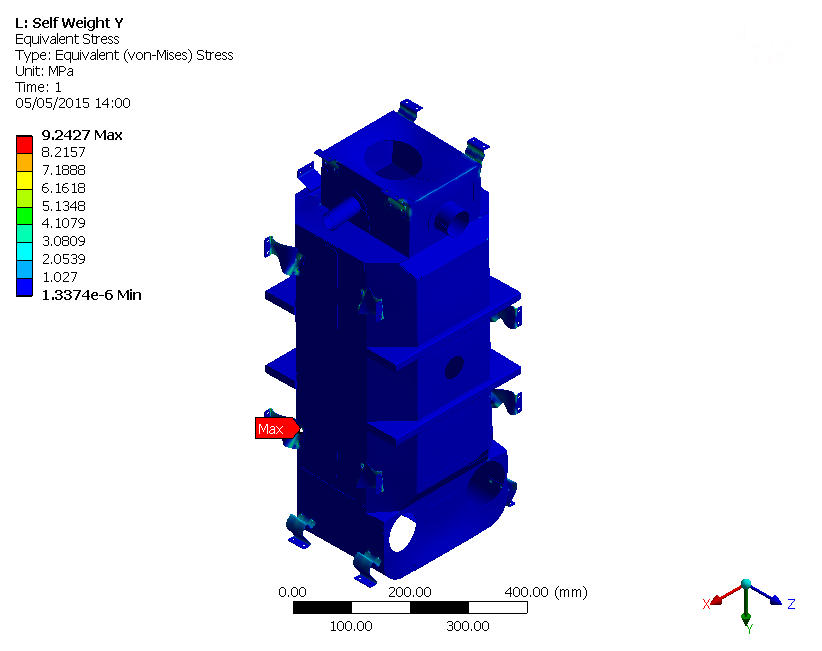 L: Self Weight Y
Equivalent Stress
Type: Equivalent (von-Mises) Stress
Unit: MPa
Time: 1
05/05/2015 14:00
9.2427 Max
8.2157
7.1888
6.1618
5.1348
4.1079
3.0809
2.0539
1.027
1.3374e-6 Min
Max
0.00 200.00 400.00 (mm)
100.00 300.00
X Z
Y